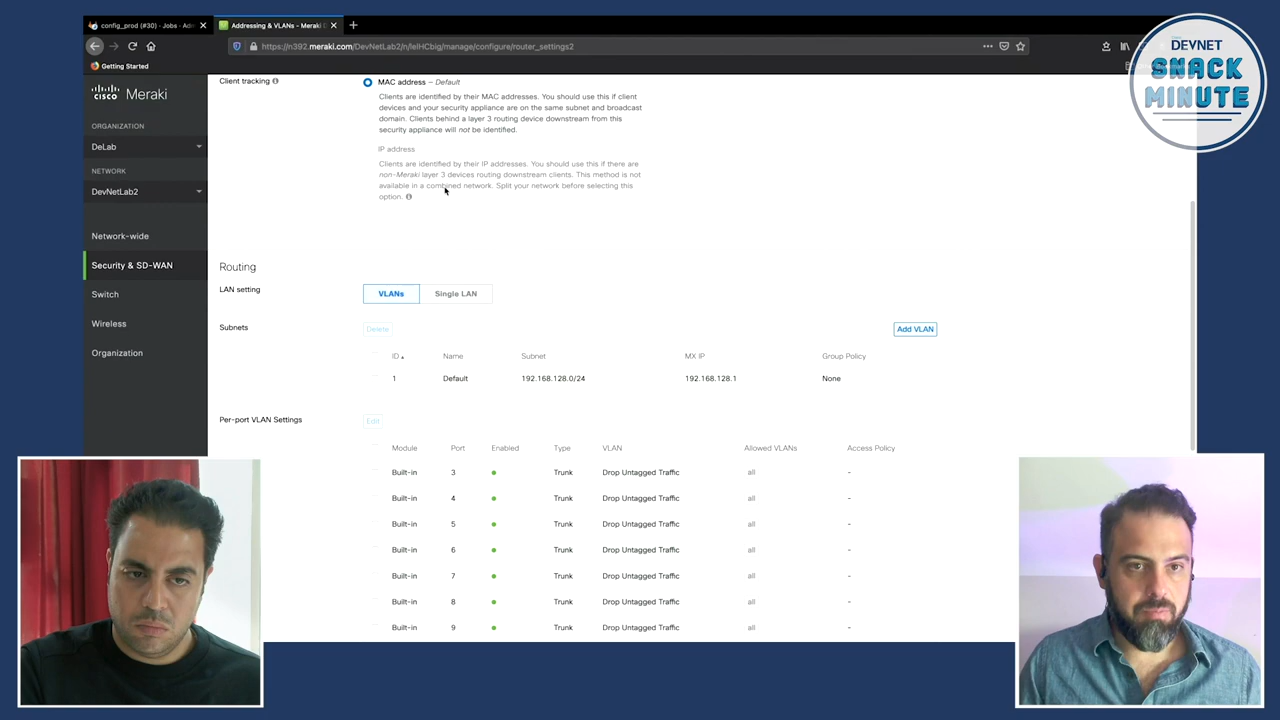 config_prod (#30) - Jobs - Adm
Addressing & VLANs - Meraki D
https://n392.meraki.com/DevNetLab2/n/leIHCbig/manage/configure/router_settings2
Getting Started
DEVNET
SNACK
MINUTE
CISCO Meraki
ORGANIZATION
DeLab
NETWORK
DevNetLab2
Network-wide
Security & SD-WAN
Switch
Wireless
Organization
Client tracking
MAC address – Default
Clients are identified by their MAC addresses. You should use this if client
devices and your security appliance are on the same subnet and broadcast
domain. Clients behind a layer 3 routing device downstream from this
security appliance will not be identified.
IP address
Clients are identified by their IP addresses. You should use this if there are
non-Meraki layer 3 devices routing downstream clients. This method is not
available in a combined network. Split your network before selecting this
option.
Routing
LAN setting VLANs Single LAN
Subnets Delete Add VLAN
ID Name Subnet MX IP Group Policy
1 Default 192.168.128.0/24 192.168.128.1 None
Per-port VLAN Settings Edit
Module Port Enabled Type VLAN Allowed VLANs Access Policy
Built-in 3 Trunk Drop Untagged Traffic all -
Built-in 4 Trunk Drop Untagged Traffic all -
Built-in 5 Trunk Drop Untagged Traffic all -
Built-in 6 Trunk Drop Untagged Traffic all -
Built-in 7 Trunk Drop Untagged Traffic all -
Built-in 8 Trunk Drop Untagged Traffic all -
Built-in 9 Trunk Drop Untagged Traffic all -